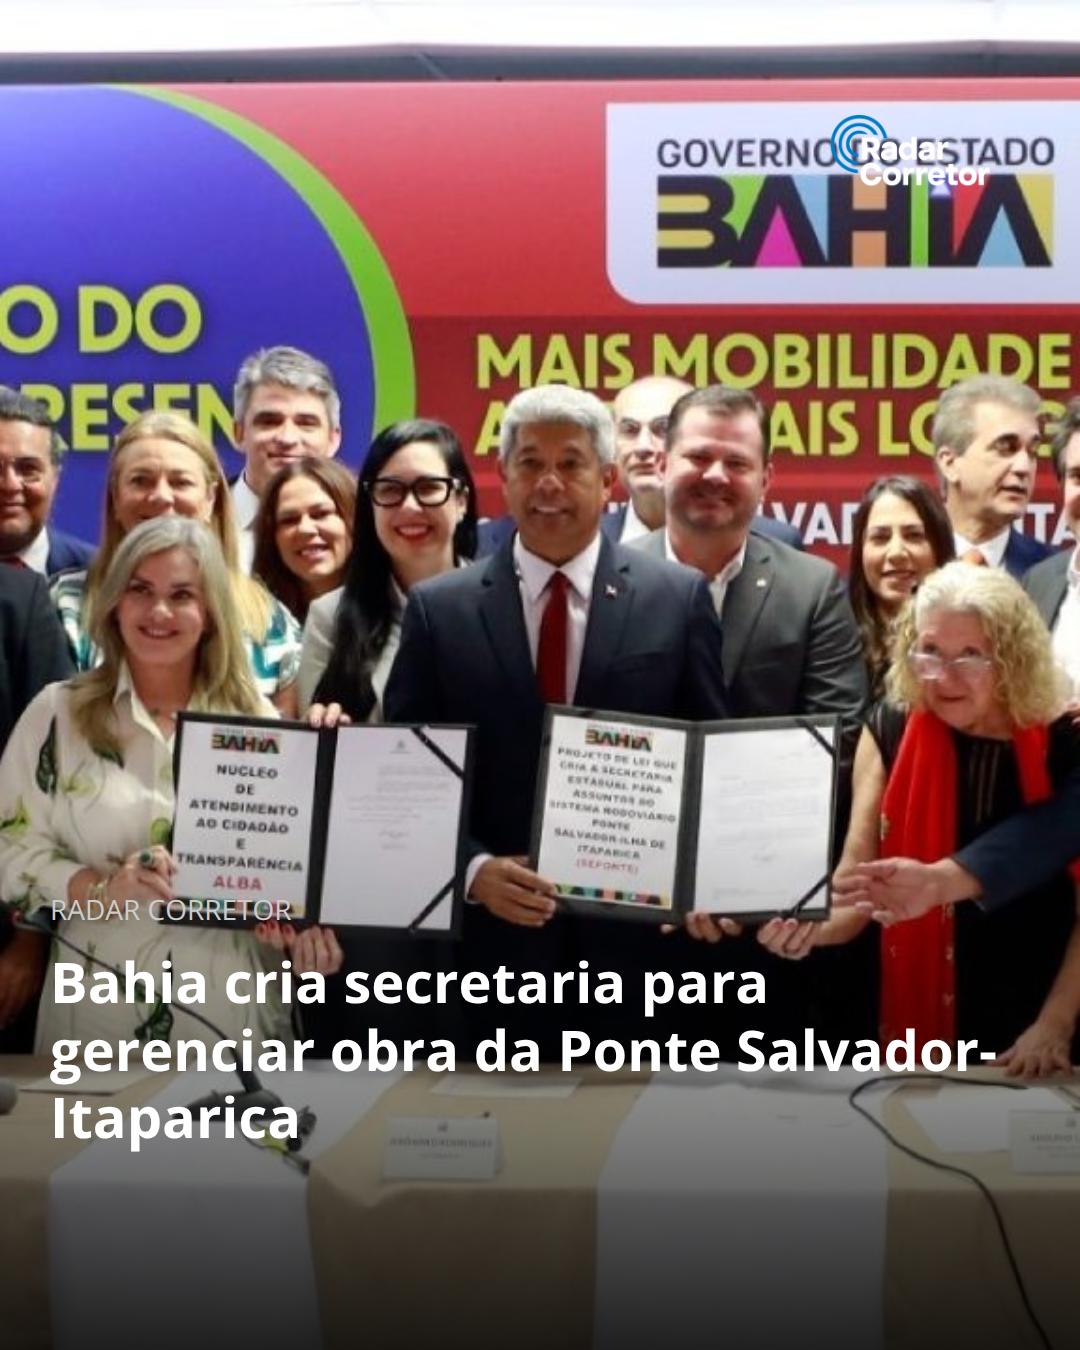 GOVERNO DO ESTADO
BAHIA
Radar
Corretor
O DO
RESEN
MAIS MOBILIDADE
BAHIA
NÚCLEO
DE
ATENDIMENTO
AO CIDADÃO
E
TRANSPARÊNCIA
ALBA
BAHIA
PROJETO DE LEI QUE
CRIA A SECRETARIA
ESTADUAL PARA
ASSUNTOS DO
SISTEMA RODOVIÁRIO
PONTE
SALVADOR-ILHA DE
ITAPARICA
(SEPONTE)
RADAR CORRETOR
Bahia cria secretaria para
gerenciar obra da Ponte Salvador-
Itaparica